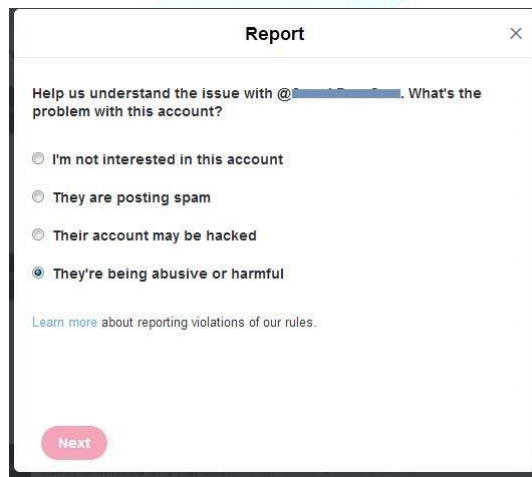 Report
Help us understand the issue with @ . What's the
problem with this account?
I'm not interested in this account
They are posting spam
Their account may be hacked
They're being abusive or harmful
Learn more about reporting violations of our rules.
Next